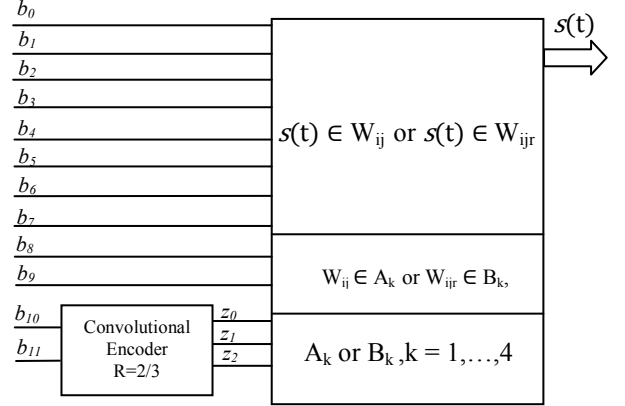 b0
s(t)
b1
b2
b3
b4
s(t) ∈ Wij or s(t) ∈ Wijr
b5
b6
b7
b8
b9
Wij ∈ Ak or Wijr ∈ Bk,
b10
z0
Convolutional
Encoder
R=2/3
z1
b11
z2
Ak or Bk ,k = 1,…,4